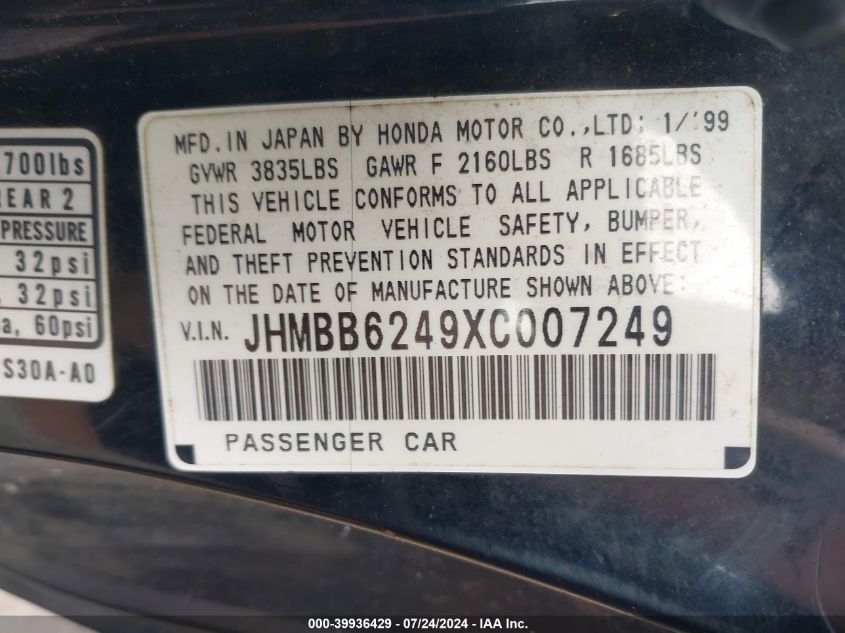 MFD.IN JAPAN BY HONDA MOTOR CO.,LTD: 1/'99
GVWR 3835LBS GAWR F 2160LBS R 1685LBS
THIS VEHICLE CONFORMS TO ALL APPLICABLE
FEDERAL MOTOR VEHICLE SAFETY, BUMPER,
AND THEFT PREVENTION STANDARDS IN EFFECT
ON THE DATE OF MANUFACTURE SHOWN ABOVE:
V.I.N. JHMBB6249XC007249
PASSENGER CAR
700lbs
REAR 2
PRESSURE
32psi
, 32psi
a, 60psi
S30A-A0
000-39936429 - 07/24/2024 - IAA Inc.